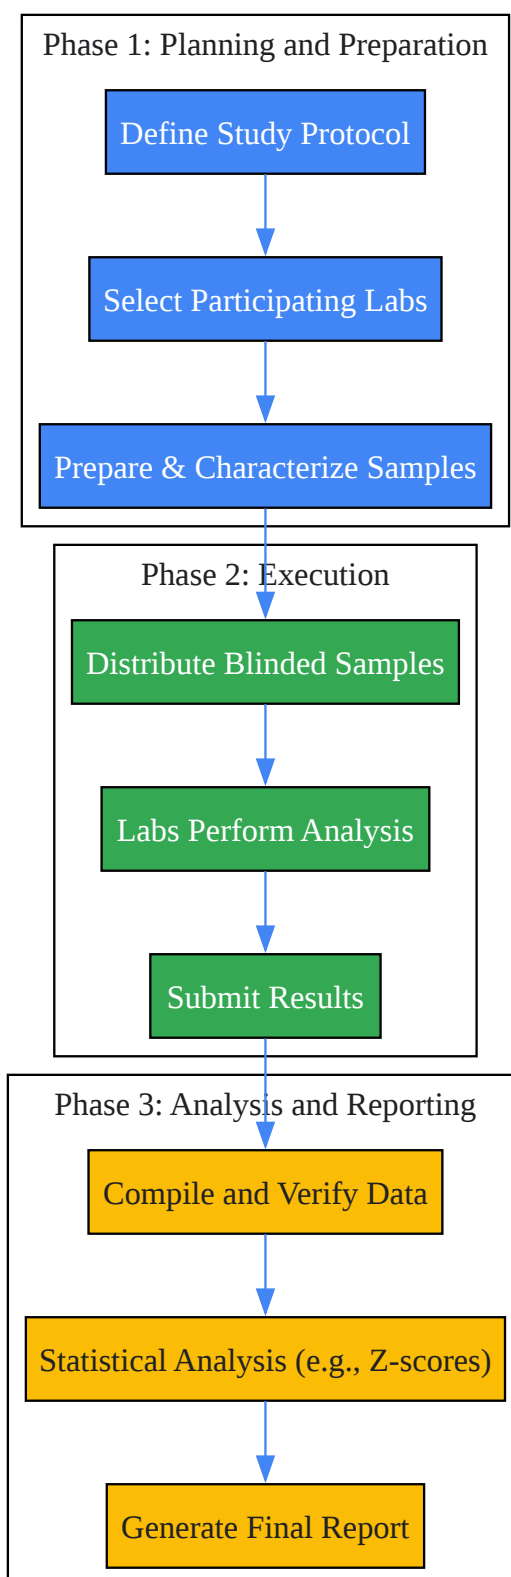 Phase 1: Planning and Preparation
Define Study Protocol
Select Participating Labs
Prepare & Characterize Samples
Phase 2: Execution
Distribute Blinded Samples
Labs Perform Analysis
Submit Results
Phase 3: Analysis and Reporting
Compile and Verify Data
Statistical Analysis (e.g., Z-scores)
Generate Final Report